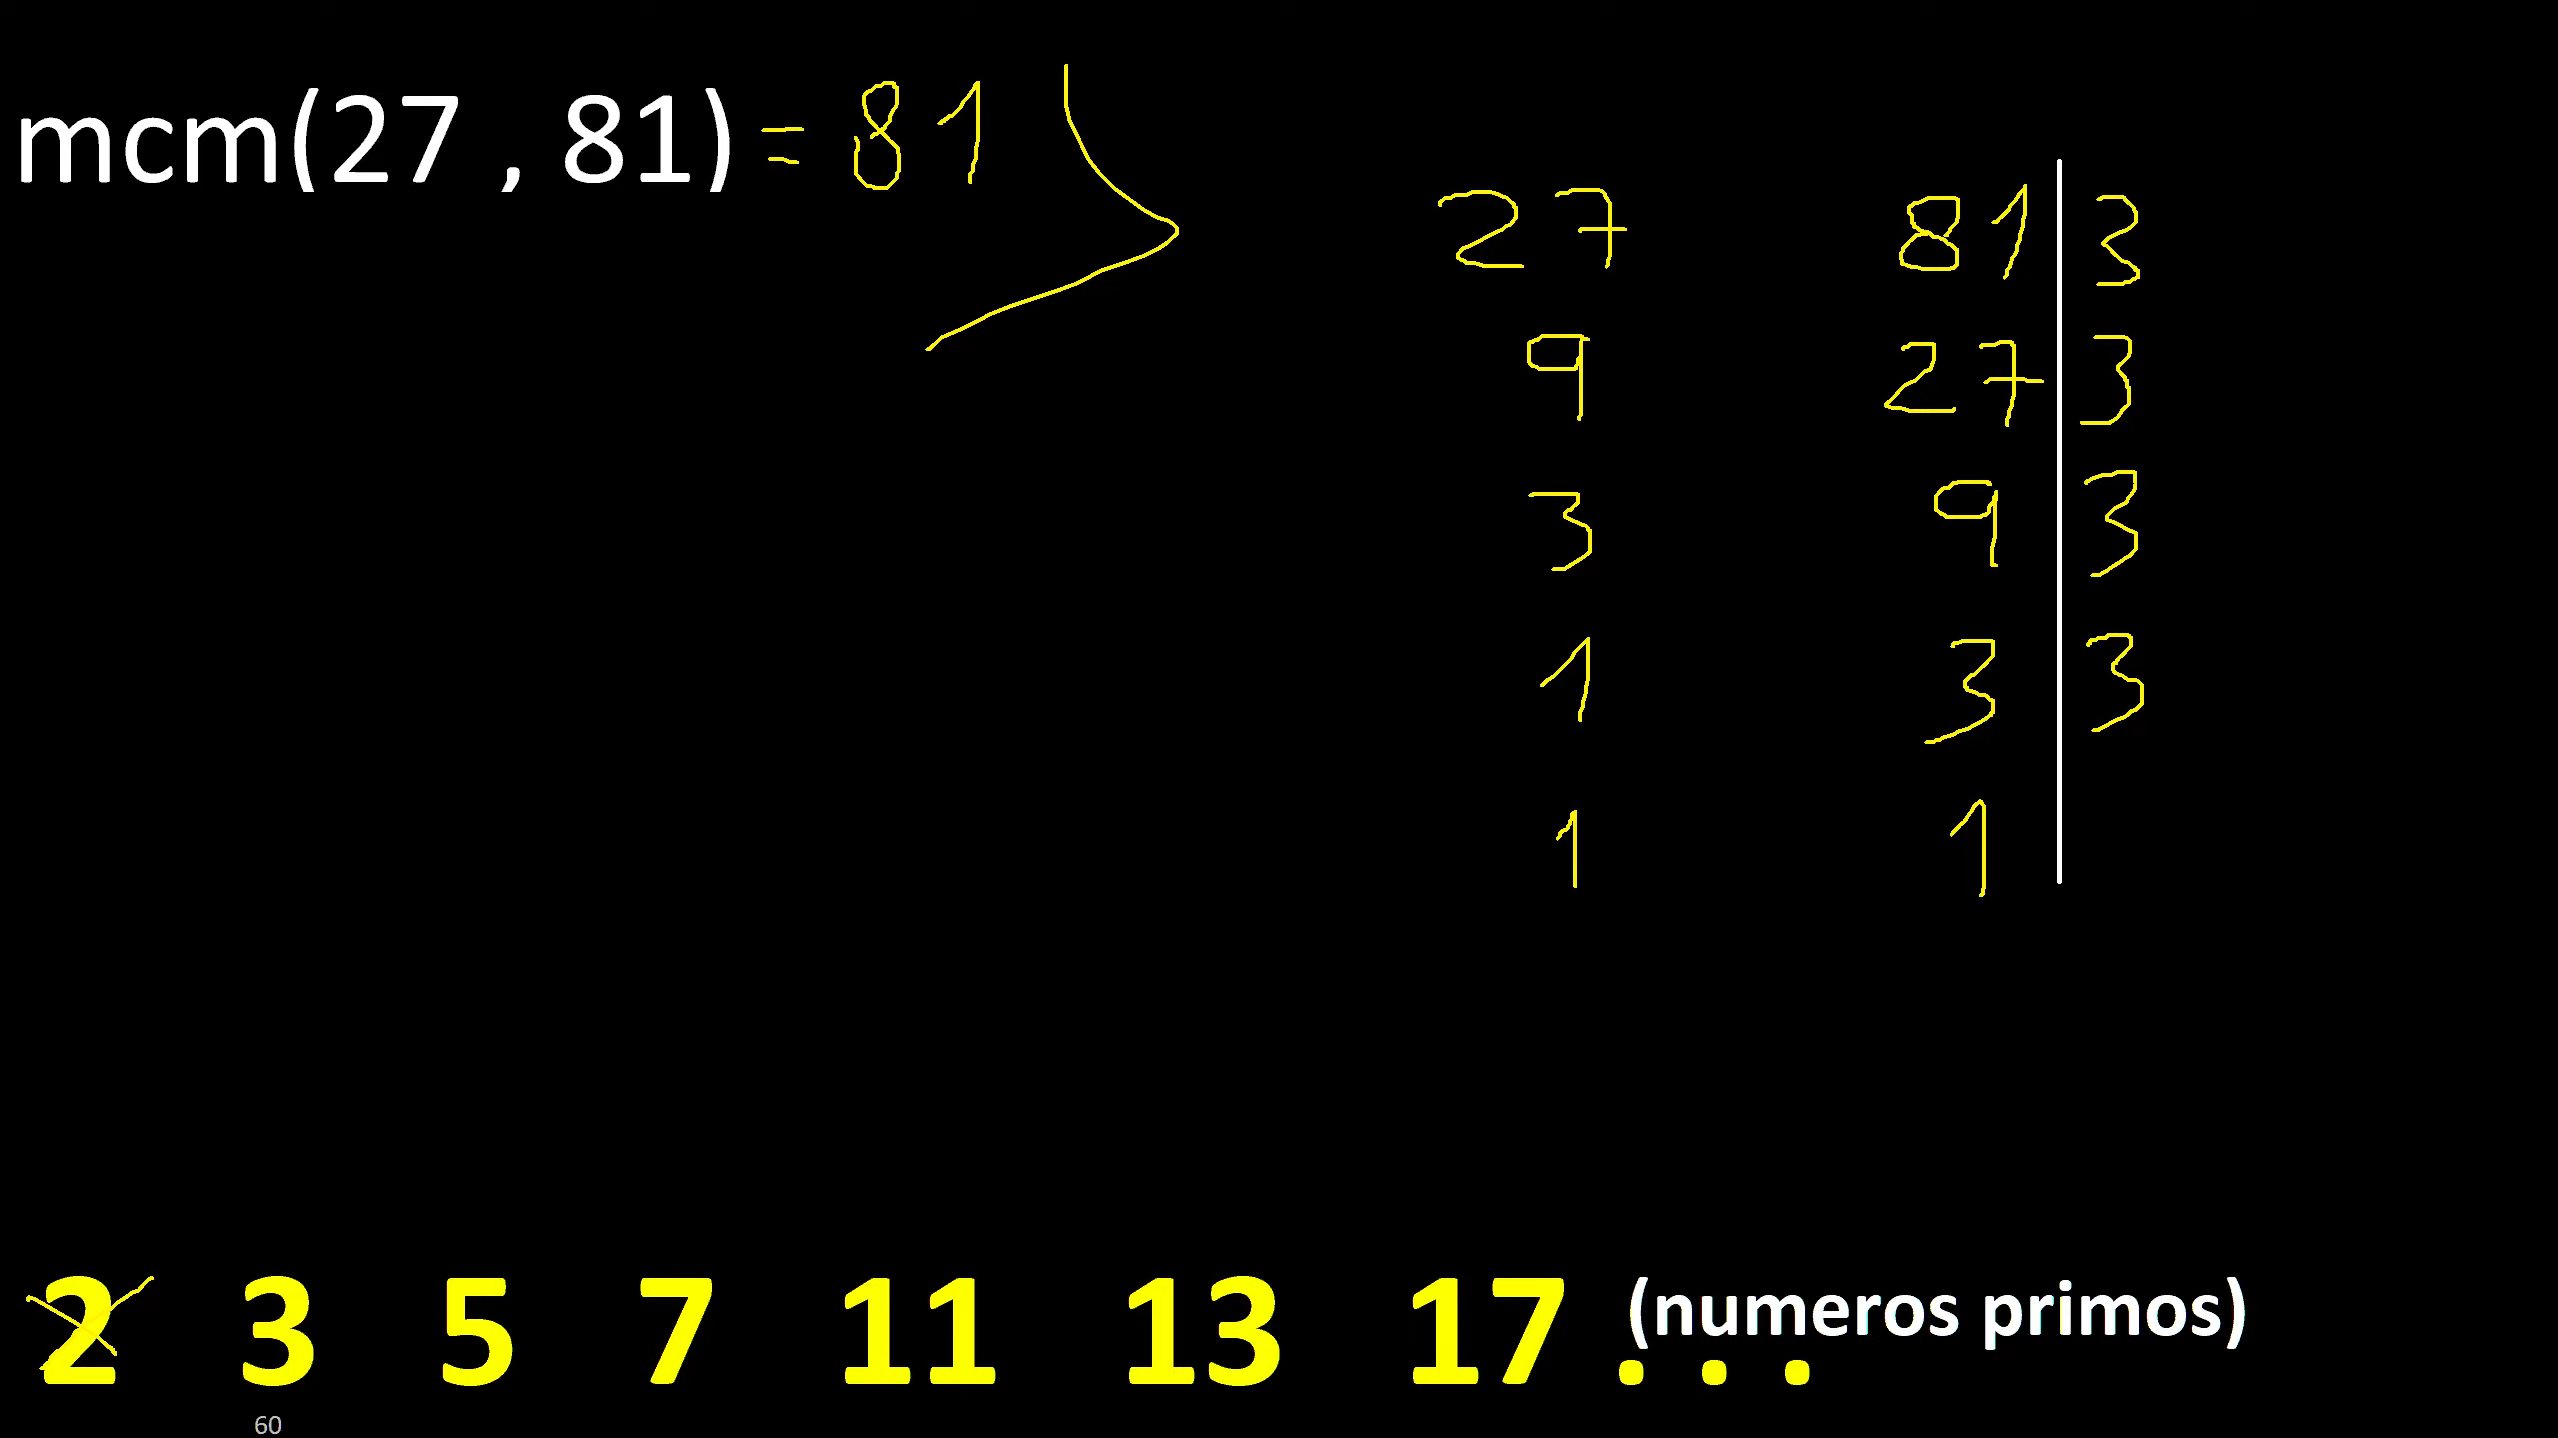 mcm(27 , 81) = 81
27 81 3
9 27 3
3 9 3
1 3 3
1 1
2 3 5 7 11 13 17 . . . (numeros primos)
60